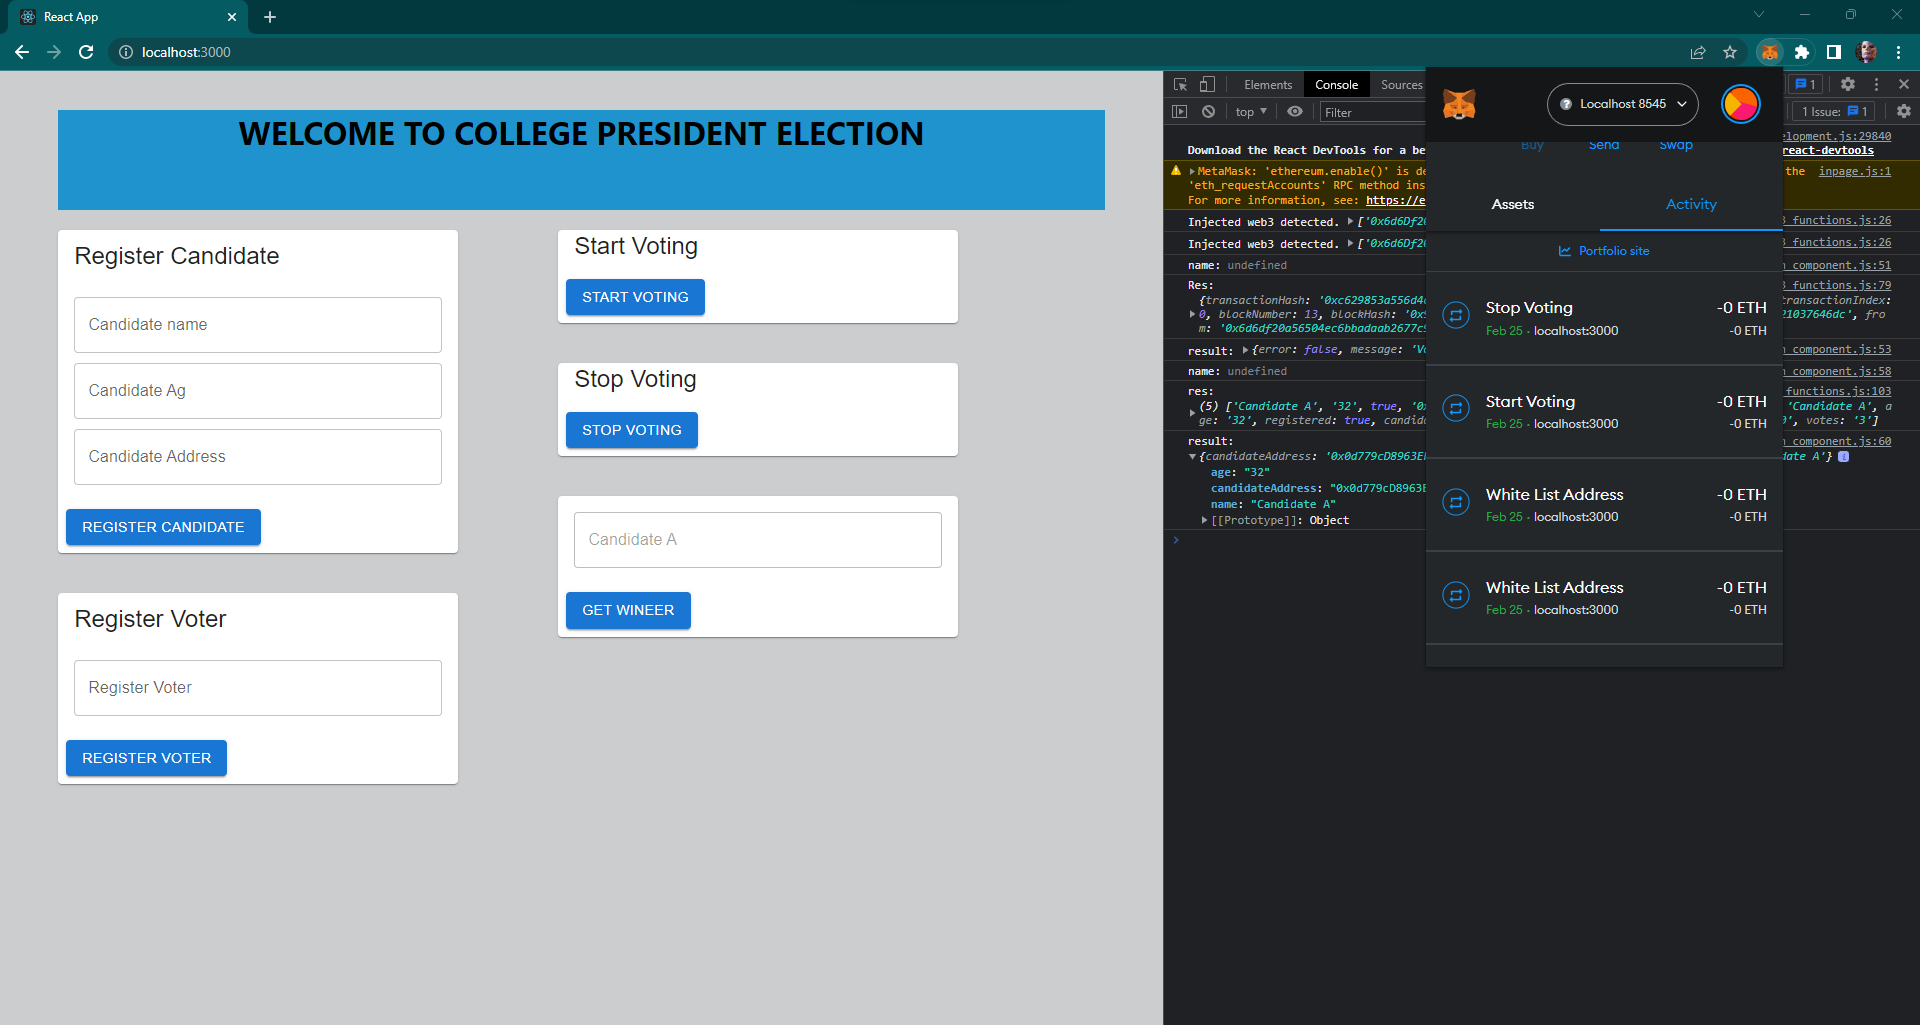 React App
localhost:3000
WELCOME TO COLLEGE PRESIDENT ELECTION
Register Candidate
Candidate name
Candidate Ag
Candidate Address
REGISTER CANDIDATE
Register Voter
Register Voter
REGISTER VOTER
Start Voting
START VOTING
Stop Voting
STOP VOTING
Candidate A
GET WINEER
Elements Console Sources
1
top Filter
1 Issue: 1
lopment.js:29840
Download the React DevTools for a be
react-devtools
MetaMask: 'ethereum.enable()' is de the inpage.js:1
'eth_requestAccounts' RPC method ins
For more information, see: https://e
Injected web3 detected. ['0x6d6Df20 functions.js:26
Injected web3 detected. ['0x6d6Df20 functions.js:26
name: undefined component.js:51
Res: functions.js:79
{transactionHash: '0xc629853a556d4 transactionIndex:
0, blockNumber: 13, blockHash: '0x 21037646dc', fro
m: '0x6d6df20a56504ec6bbadaab2677c
result: {error: false, message: 'V component.js:53
name: undefined component.js:58
res: functions.js:103
(5) ['Candidate A', '32', true, '0x 'Candidate A', a
ge: '32', registered: true, candida 0', votes: '3']
result: component.js:60
{candidateAddress: '0x0d779cD8963E date A'}
age: "32"
candidateAddress: "0x0d779cD8963E
name: "Candidate A"
[[Prototype]]: Object
Localhost 8545
Buy Send Swap
Assets Activity
Portfolio site
Stop Voting -0 ETH
Feb 25 · localhost:3000 -0 ETH
Start Voting -0 ETH
Feb 25 · localhost:3000 -0 ETH
White List Address -0 ETH
Feb 25 · localhost:3000 -0 ETH
White List Address -0 ETH
Feb 25 · localhost:3000 -0 ETH